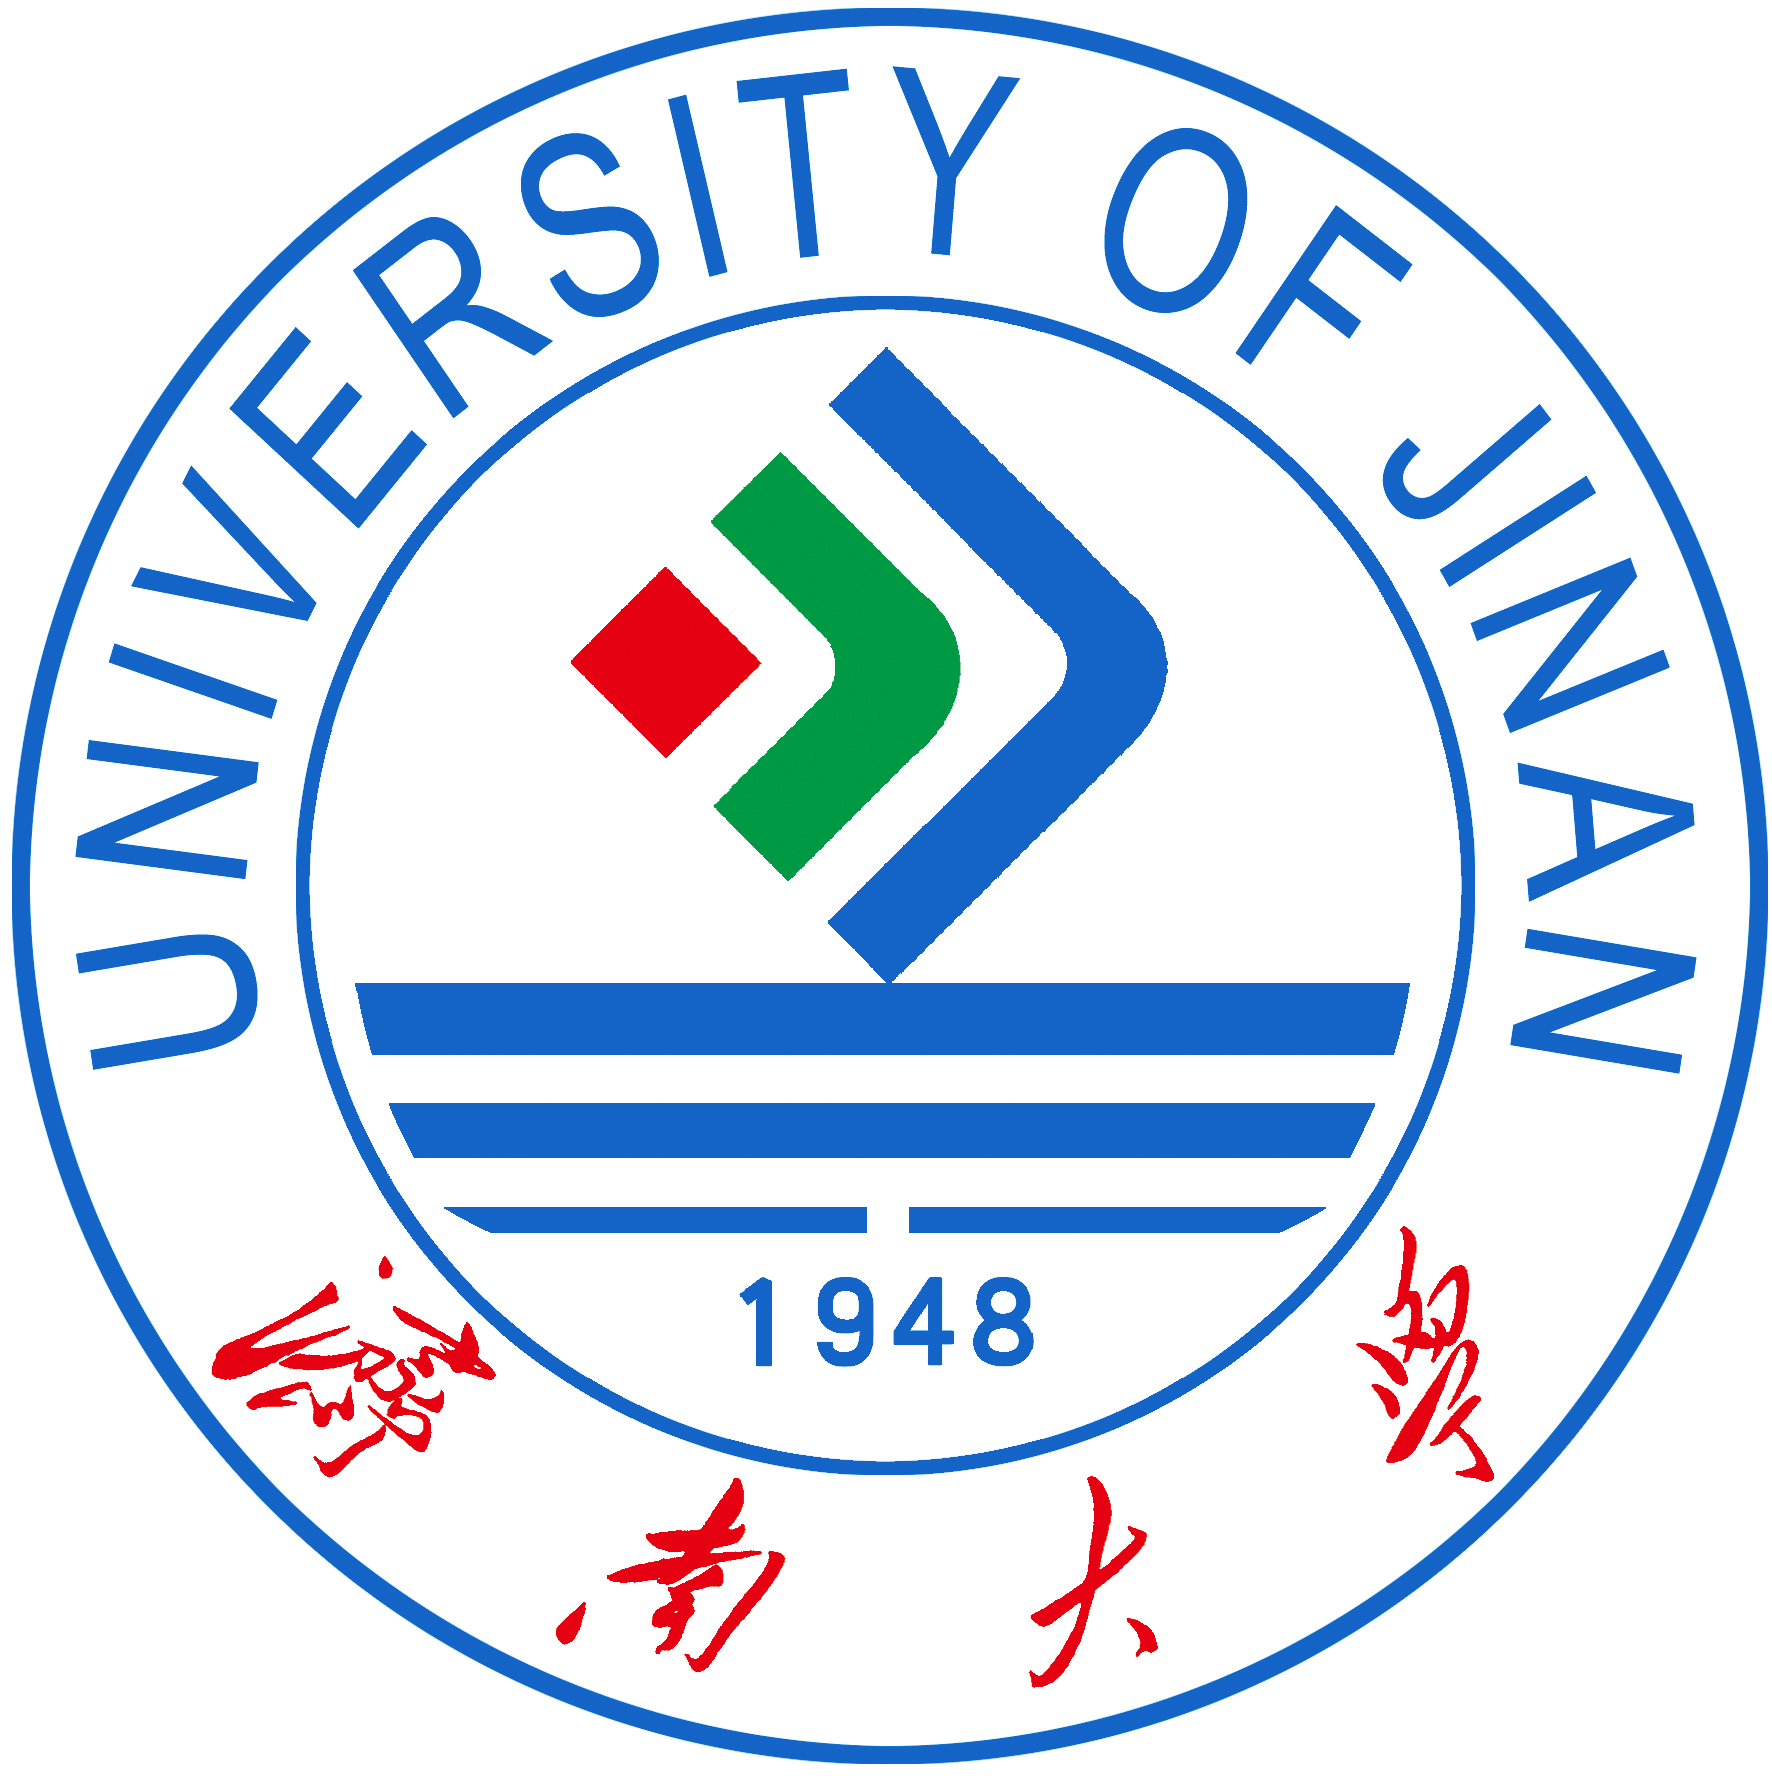 UNIVERSITY OF JINAN
1948
濟南大學